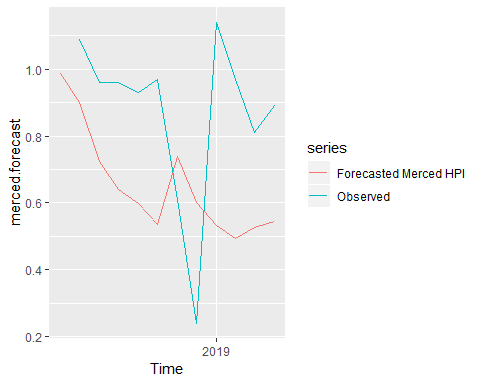 1.0
0.8
0.6
0.4
0.2
merced.forecast
2019
Time
series
Forecasted Merced HPI
Observed